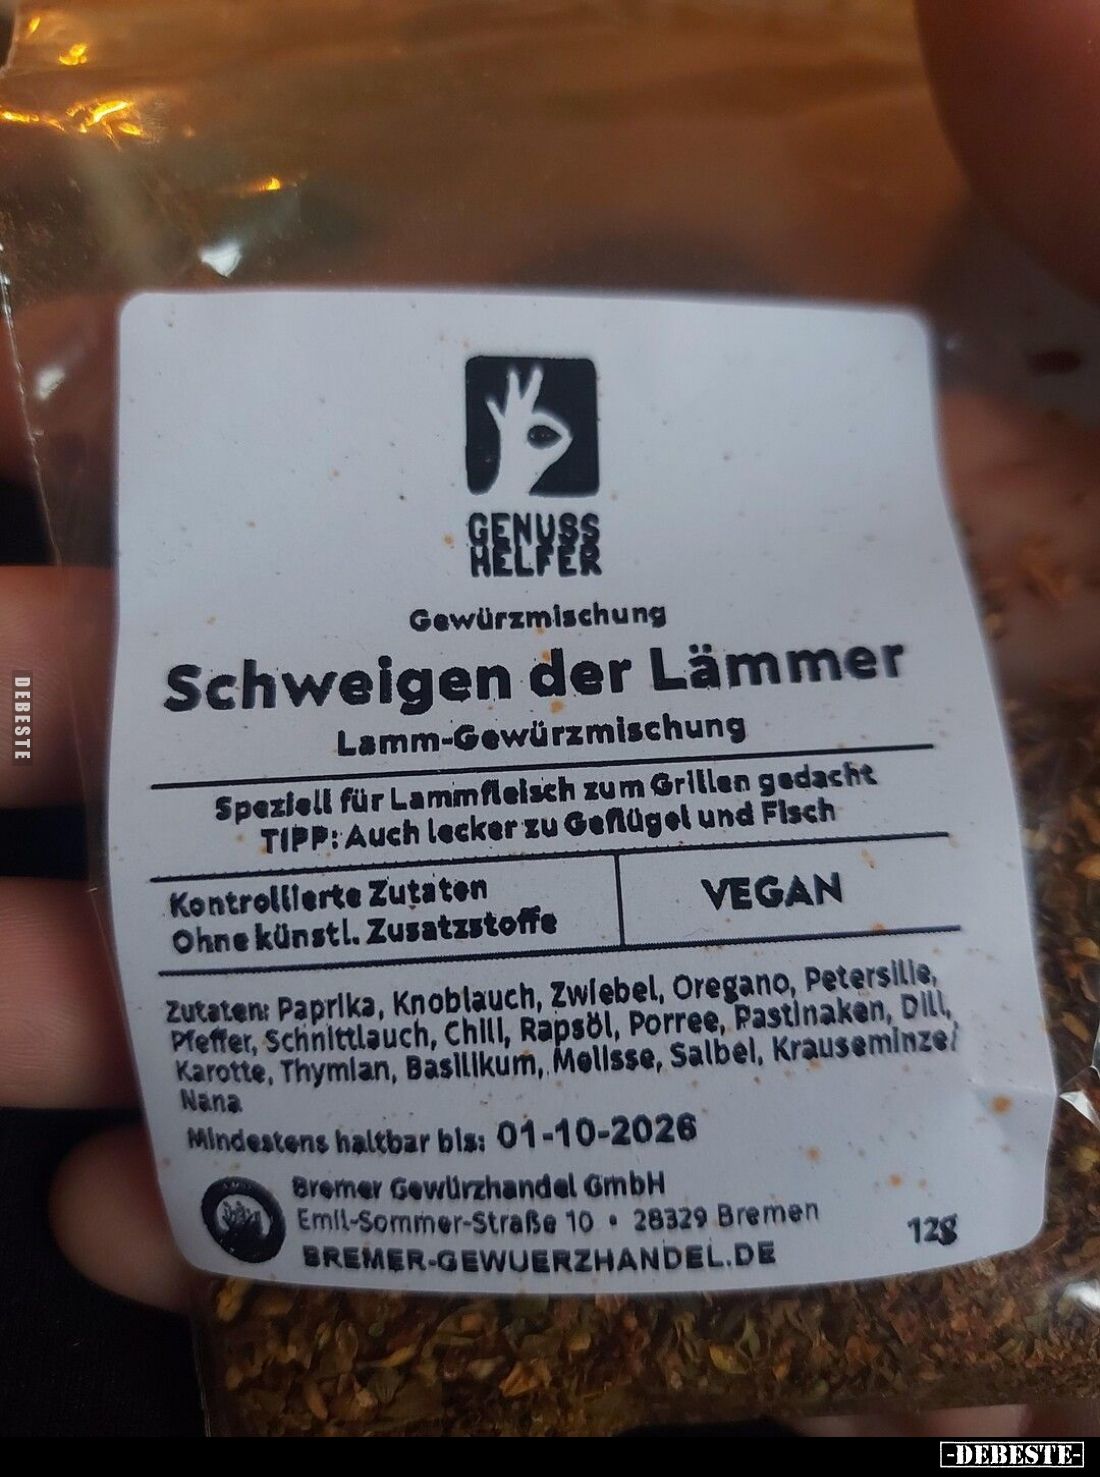 GENUSS
HELFER
Gewürzmischung
Schweigen der Lämmer
Lamm-Gewürzmischung
Speziell für Lammfleisch zum Grillen gedacht
TIPP: Auch lecker zu Geflügel und Fisch
Kontrollierte Zutaten
Ohne künstl. Zusatzstoffe
VEGAN
Zutaten: Paprika, Knoblauch, Zwiebel, Oregano, Petersilie,
Pfeffer, Schnittlauch, Chili, Rapsöl, Porree, Pastinaken, Dill,
Karotte, Thymian, Basilikum, Melisse, Salbei, Krauseminze/
Nana
Mindestens haltbar bis: 01-10-2026
Bremer Gewürzhandel GmbH
Emil-Sommer-Straße 10 • 28329 Bremen
BREMER-GEWUERZHANDEL.DE
12g
DEBESTE
-DEBESTE-